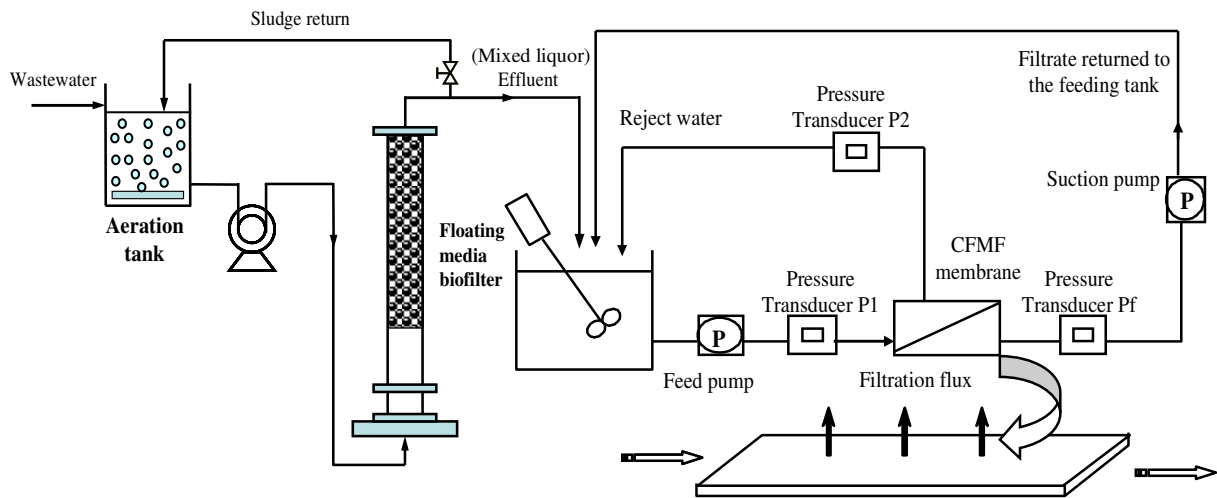 Sludge return
Wastewater
Aeration
tank
(Mixed liquor)
Effluent
Floating
media
biofilter
Reject water
Pressure
Transducer P2
Filtrate returned to
the feeding tank
Suction pump
P
CFMF
membrane
Pressure
Transducer P1
Pressure
Transducer Pf
P
Feed pump
Filtration flux